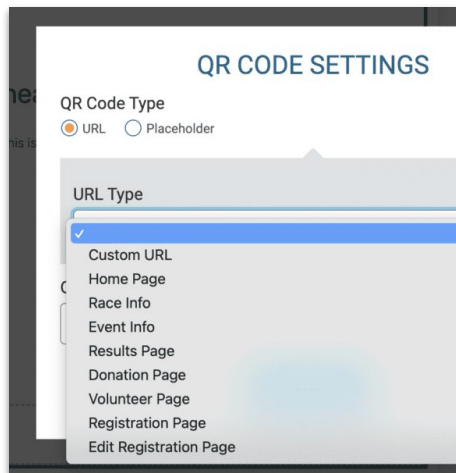 QR CODE SETTINGS
QR Code Type
URL Placeholder
URL Type
Custom URL
Home Page
Race Info
Event Info
Results Page
Donation Page
Volunteer Page
Registration Page
Edit Registration Page